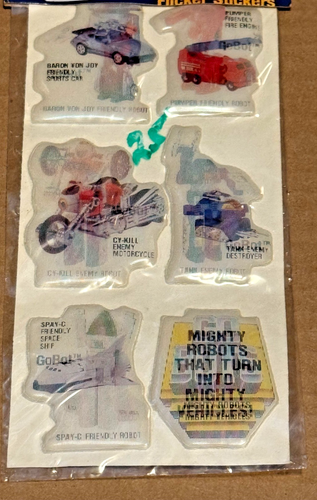 Flicker Stickers
BARON VON JOY
FRIENDLY
SPORTS CAR
BARON VON JOY FRIENDLY ROBOT
PUMPER
FRIENDLY
FIRE ENGINE
GoBot
PUMPER FRIENDLY ROBOT
25
CY-KILL
ENEMY
MOTORCYCLE
CY-KILL ENEMY ROBOT
TANK-ENEMY
DESTROYER
TANK ENEMY ROBOT
SPAY-C
FRIENDLY
SPACE
SHIP
GoBot™
SPAY-C FRIENDLY ROBOT
MIGHTY
ROBOTS
THAT TURN
INTO
MIGHTY
VEHICLES!